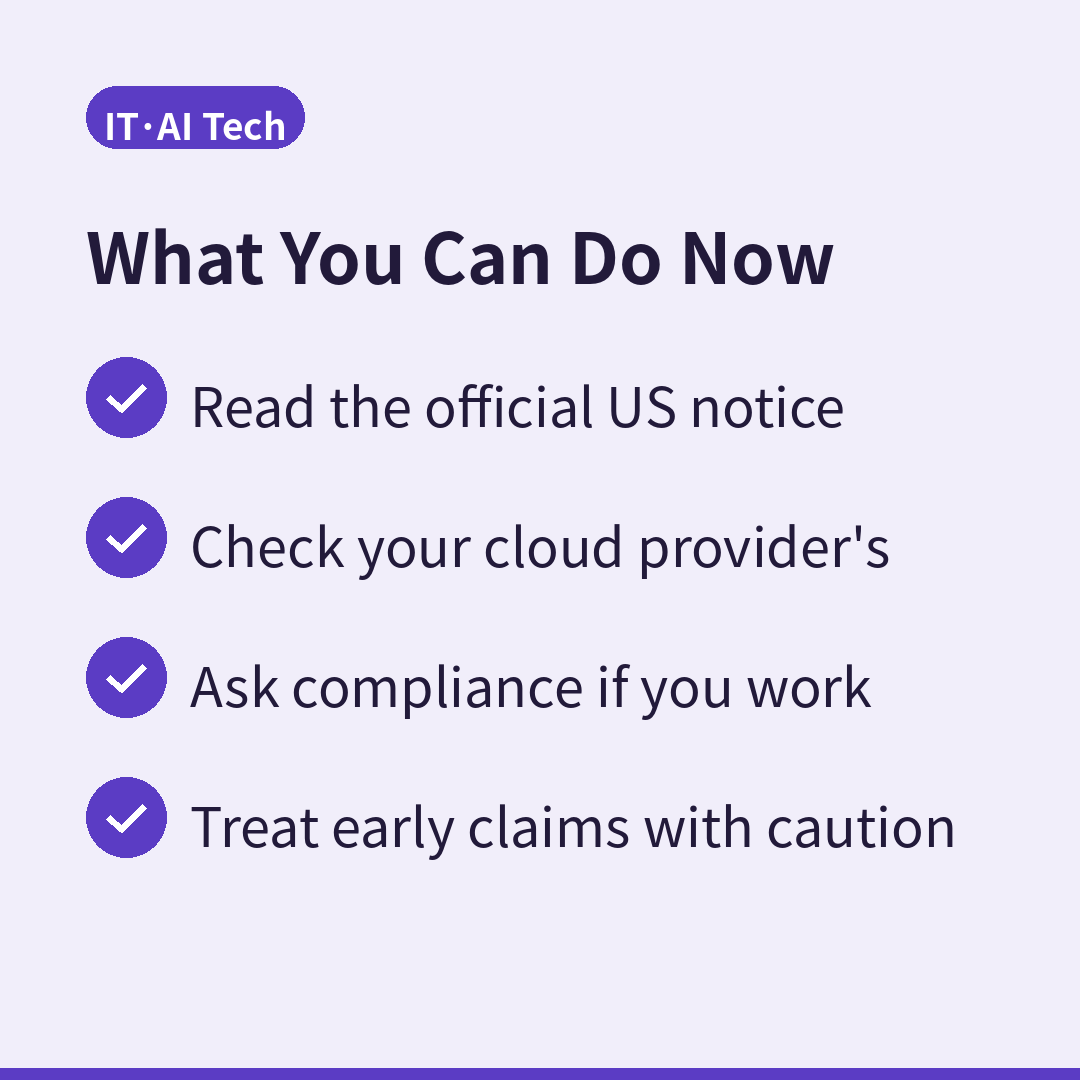 IT·AI Tech
What You Can Do Now
Read the official US notice
Check your cloud provider's
Ask compliance if you work
Treat early claims with caution